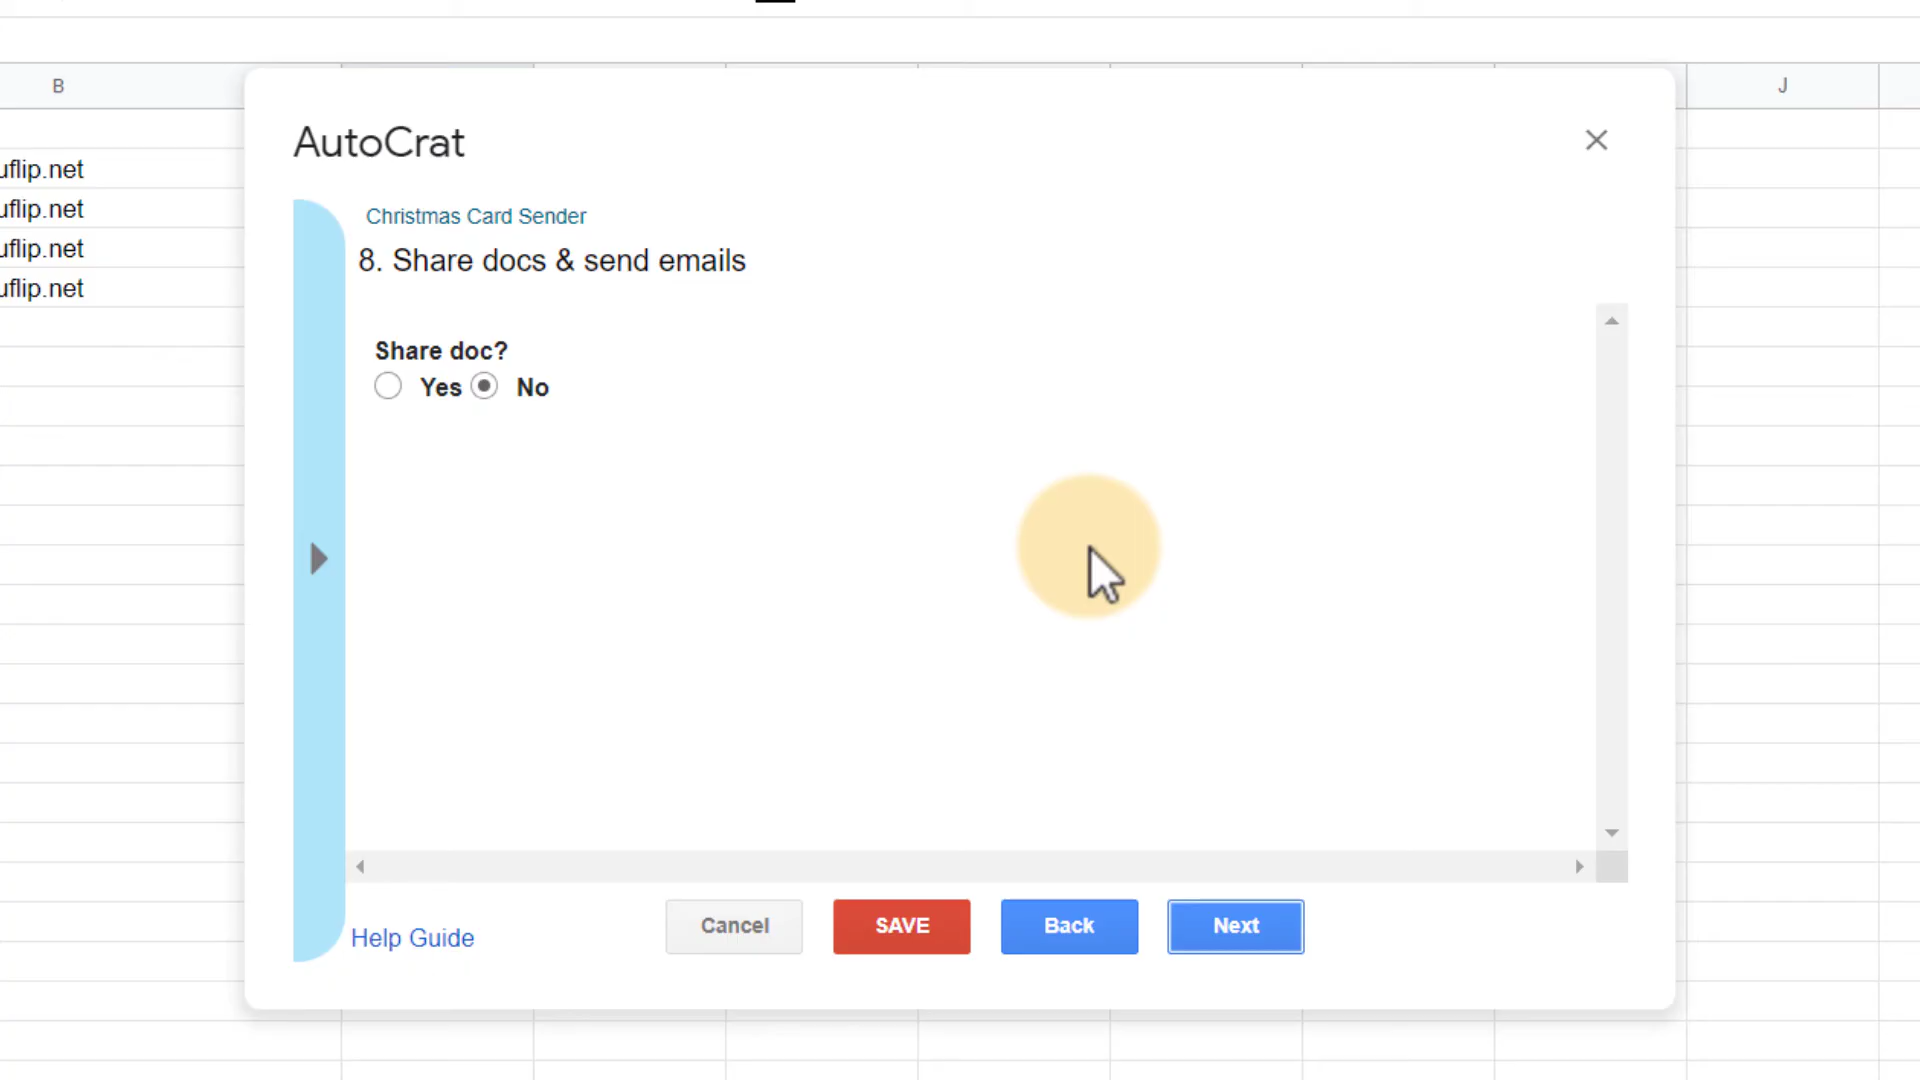 B
J
AutoCrat
uflip.net
Christmas Card Sender
uflip.net
8. Share docs & send emails
uflip.net
uflip.net
Share doc?
Yes No
Cancel SAVE Back Next
Help Guide